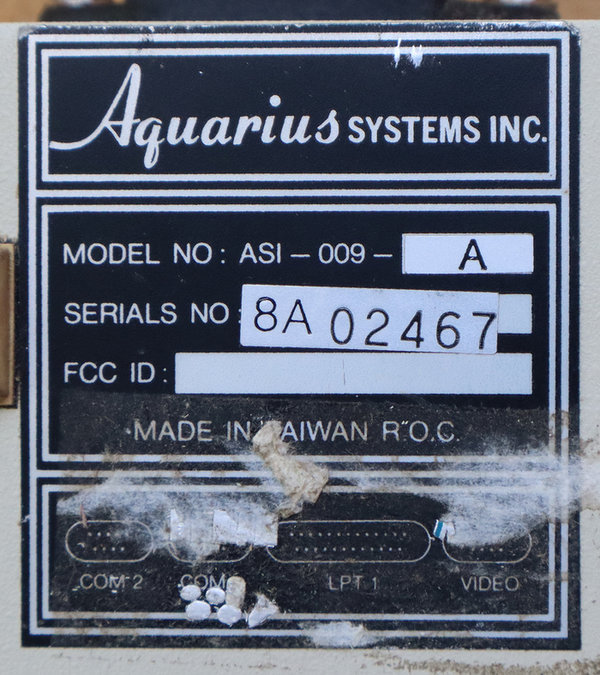 Aquarius SYSTEMS INC.
MODEL NO: ASI – 009 – A
SERIALS NO: 8A 02467
FCC ID:
MADE IN TAIWAN R.O.C.
COM 2 COM LPT 1 VIDEO